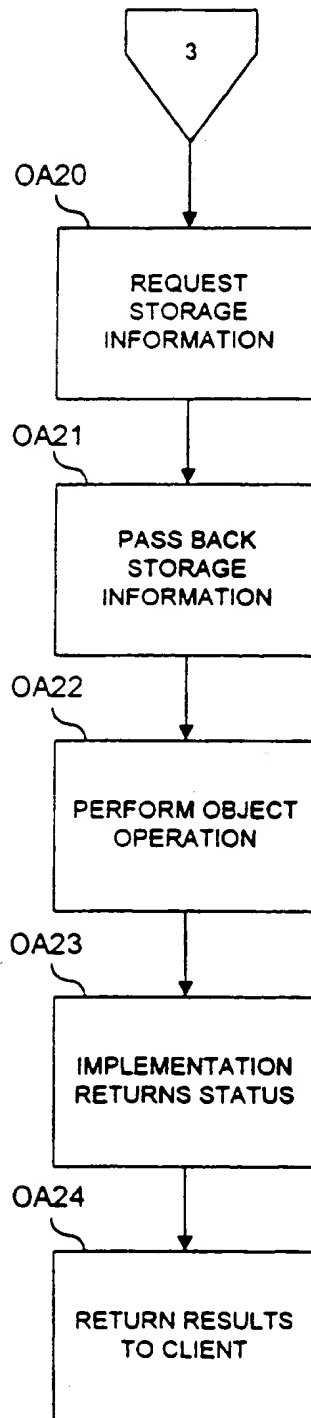 3
OA20
REQUEST
STORAGE
INFORMATION
OA21
PASS BACK
STORAGE
INFORMATION
OA22
PERFORM OBJECT
OPERATION
OA23
IMPLEMENTATION
RETURNS STATUS
OA24
RETURN RESULTS
TO CLIENT